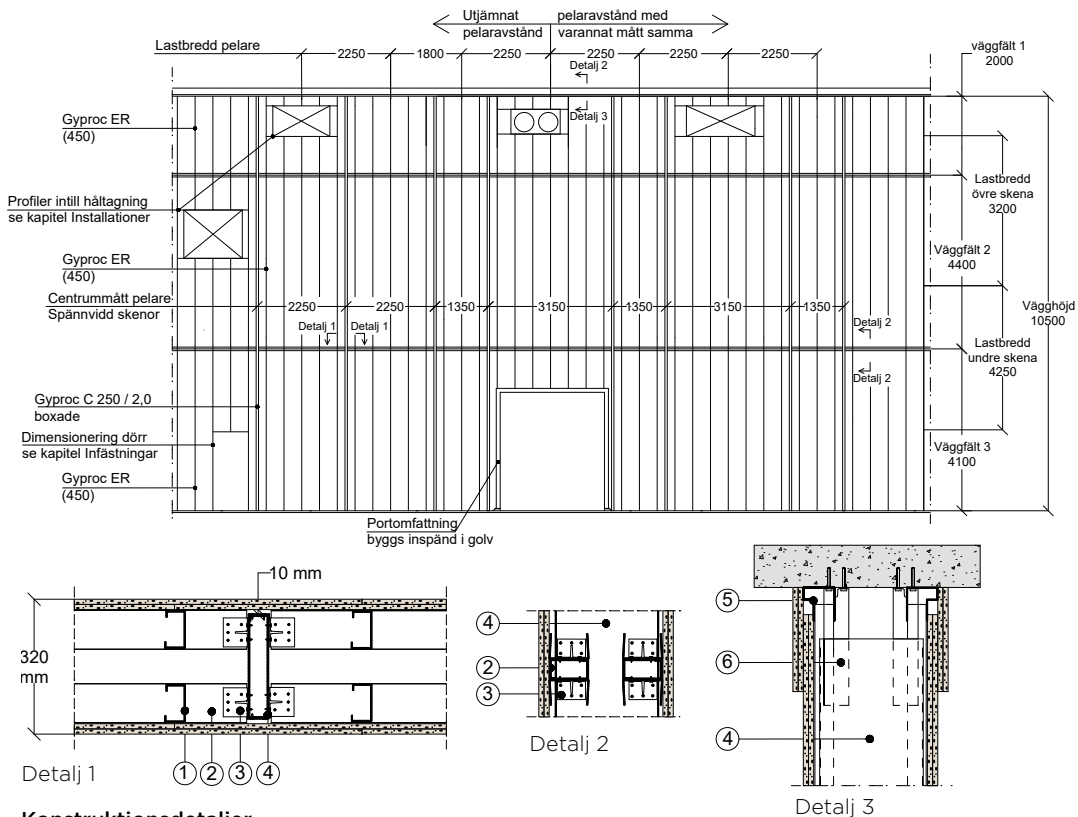 Utjämnat pelaravstånd med
pelaravstånd varannat mått samma
Lastbredd pelare
2250 1800 2250 2250 2250 2250
väggfält 1
2000
Detalj 2
Detalj 3
Gyproc ER
(450)
Lastbredd
övre skena
3200
Profiler intill håltagning
se kapitel Installationer
Väggfält 2
4400
Gyproc ER
(450)
Centrummått pelare
Spännvidd skenor
2250 2250 1350 3150 1350 3150 1350
Vägghöjd
10500
Detalj 1 Detalj 1
Detalj 2
Lastbredd
undre skena
4250
Detalj 2
Gyproc C 250 / 2,0
boxade
Dimensionering dörr
se kapitel Infästningar
Väggfält 3
4100
Gyproc ER
(450)
Portomfattning
byggs inspänd i golv
10 mm
320
mm
1 2 3 4
Detalj 1
4
2
3
Detalj 2
5
6
4
Detalj 3
Konstruktionsdetaljer